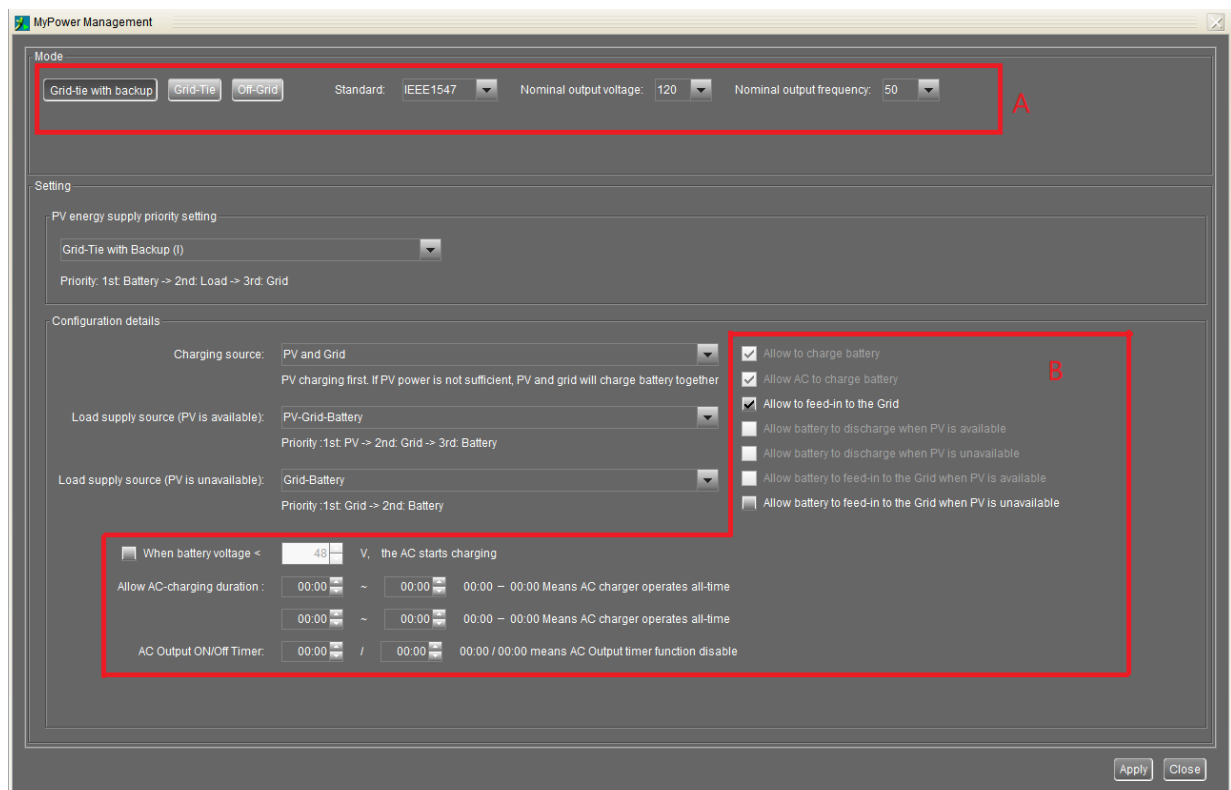 MyPower Management
Mode
Grid-tie with backup Grid-Tie Off-Grid Standard: IEEE1547 Nominal output voltage: 120 Nominal output frequency: 50
A
Setting
PV energy supply priority setting
Grid-Tie with Backup (I)
Priority: 1st: Battery -> 2nd: Load -> 3rd: Grid
Configuration details
Charging source: PV and Grid
PV charging first. If PV power is not sufficient, PV and grid will charge battery together
Load supply source (PV is available): PV-Grid-Battery
Priority :1st: PV -> 2nd: Grid -> 3rd: Battery
Load supply source (PV is unavailable): Grid-Battery
Priority :1st: Grid -> 2nd: Battery
Allow to charge battery
B
Allow AC to charge battery
Allow to feed-in to the Grid
Allow battery to discharge when PV is available
Allow battery to discharge when PV is unavailable
Allow battery to feed-in to the Grid when PV is available
Allow battery to feed-in to the Grid when PV is unavailable
When battery voltage < 48 V, the AC starts charging
Allow AC-charging duration : 00:00 ~ 00:00 00:00 – 00:00 Means AC charger operates all-time
00:00 ~ 00:00 00:00 – 00:00 Means AC charger operates all-time
AC Output ON/Off Timer: 00:00 / 00:00 00:00 / 00:00 means AC Output timer function disable
Apply Close